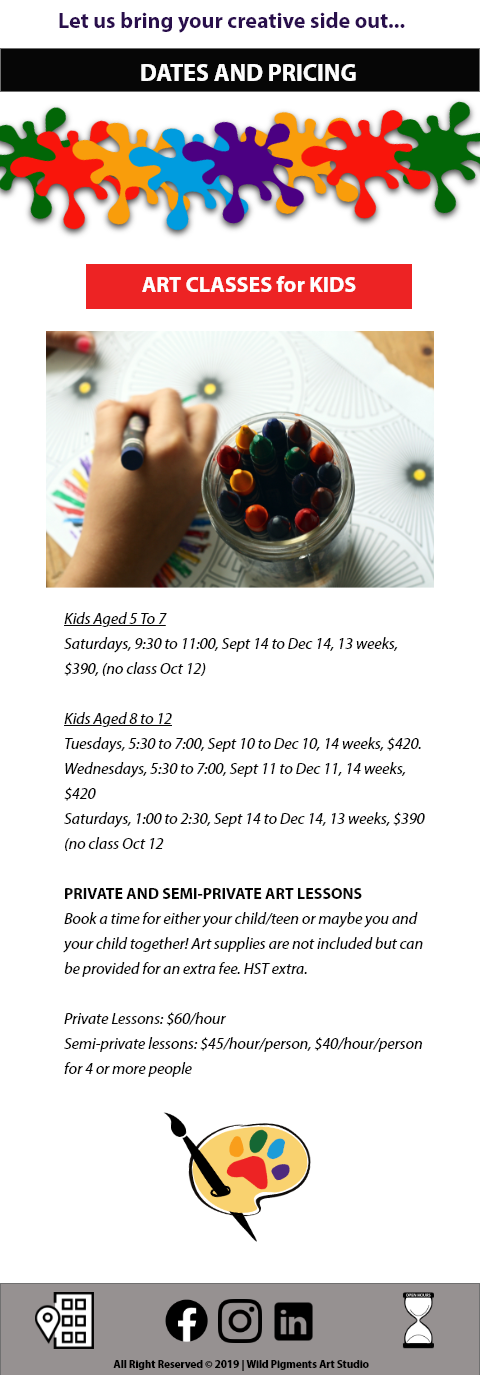 Let us bring your creative side out...
DATES AND PRICING
ART CLASSES for KIDS
Kids Aged 5 To 7
Saturdays, 9:30 to 11:00, Sept 14 to Dec 14, 13 weeks,
$390, (no class Oct 12)
Kids Aged 8 to 12
Tuesdays, 5:30 to 7:00, Sept 10 to Dec 10, 14 weeks, $420.
Wednesdays, 5:30 to 7:00, Sept 11 to Dec 11, 14 weeks,
$420
Saturdays, 1:00 to 2:30, Sept 14 to Dec 14, 13 weeks, $390
(no class Oct 12
PRIVATE AND SEMI-PRIVATE ART LESSONS
Book a time for either your child/teen or maybe you and
your child together! Art supplies are not included but can
be provided for an extra fee. HST extra.
Private Lessons: $60/hour
Semi-private lessons: $45/hour/person, $40/hour/person
for 4 or more people
OPEN HOURS
All Right Reserved © 2019 | Wild Pigments Art Studio